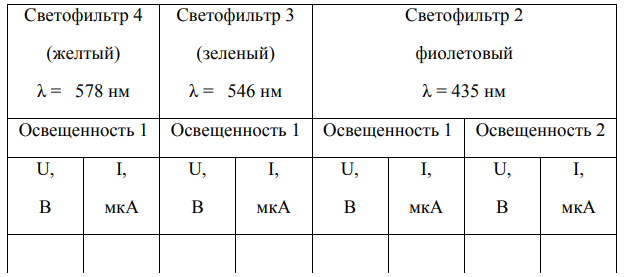 Светофильтр 4 Светофильтр 3 Светофильтр 2
(желтый) (зеленый) фиолетовый
λ = 578 нм λ = 546 нм λ = 435 нм
Освещенность 1 Освещенность 1 Освещенность 1 Освещенность 2
U, I, U, I, U, I, U, I,
В мкА В мкА В мкА В мкА